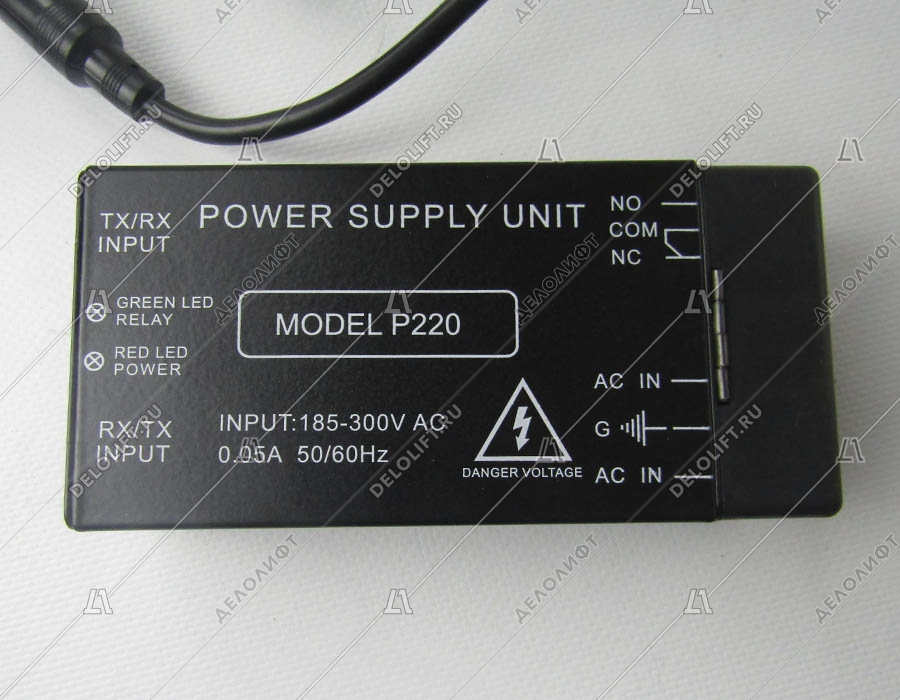 TX/RX
INPUT
POWER SUPPLY UNIT
NO
COM
NC
GREEN LED
RELAY
MODEL P220
RED LED
POWER
AC IN
RX/TX
INPUT
INPUT:185-300V AC
0.05A 50/60Hz
DANGER VOLTAGE
G
AC IN
DELOLIFT.RU
ДЕЛОЛИФТ